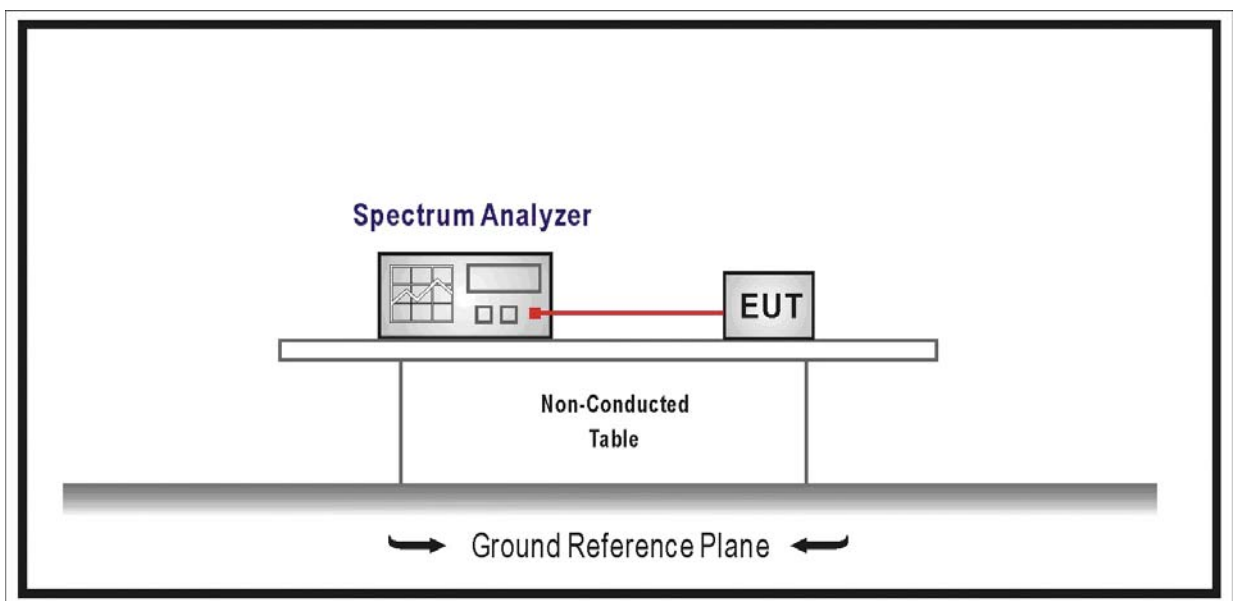 Spectrum Analyzer
EUT
Non-Conducted
Table
Ground Reference Plane